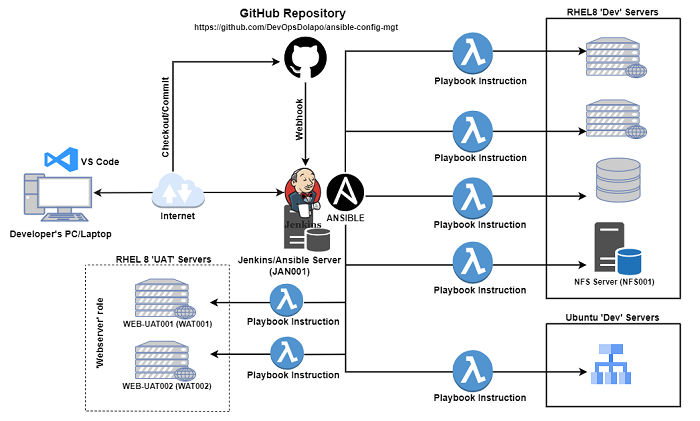 GitHub Repository
https://github.com/DevOpsDolapo/ansible-config-mgt
RHEL8 'Dev' Servers
Playbook Instruction
Checkout/Commit
Webhook
Playbook Instruction
VS Code
Developer's PC/Laptop
Internet
Jenkins
ANSIBLE
Playbook Instruction
Jenkins/Ansible Server
(JAN001)
Playbook Instruction
NFS Server (NFS001)
RHEL 8 'UAT' Servers
'Webserver' role
WEB-UAT001 (WAT001)
Playbook Instruction
WEB-UAT002 (WAT002)
Playbook Instruction
Ubuntu 'Dev' Servers
Playbook Instruction